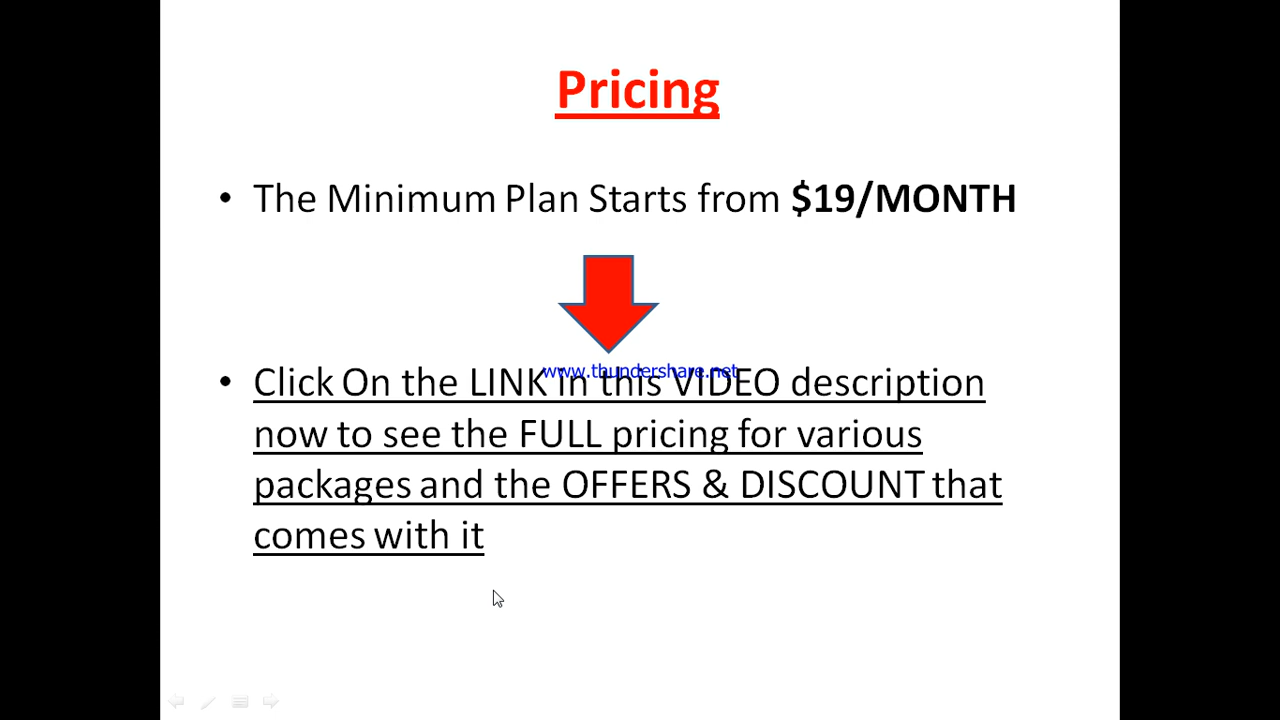 Pricing
• The Minimum Plan Starts from $19/MONTH
www.thundershare.net
• Click On the LINK in this VIDEO description
now to see the FULL pricing for various
packages and the OFFERS & DISCOUNT that
comes with it